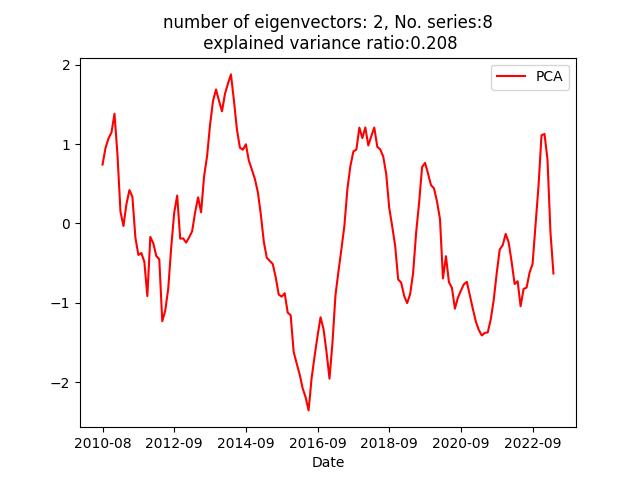 number of eigenvectors: 2, No. series:8
explained variance ratio:0.208
PCA
2
1
0
−1
−2
2010-08 2012-09 2014-09 2016-09 2018-09 2020-09 2022-09
Date